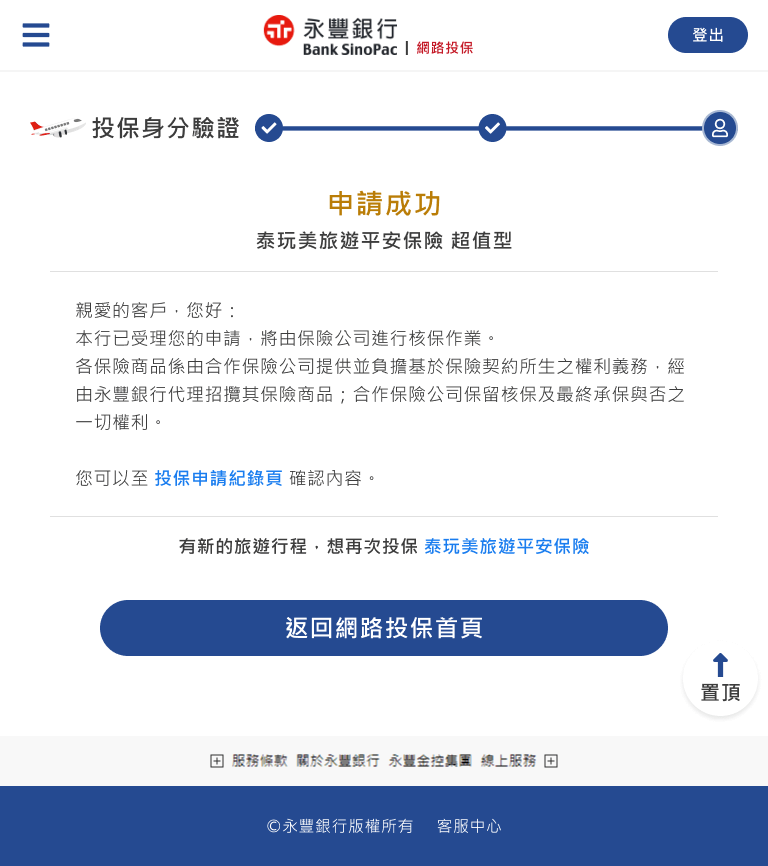 永豐銀行
Bank SinoPac | 網路投保
登出
投保身分驗證
申請成功
泰玩美旅遊平安保險 超值型
親愛的客戶，您好：
本行已受理您的申請，將由保險公司進行核保作業。
各保險商品係由合作保險公司提供並負擔基於保險契約所生之權利義務，經
由永豐銀行代理招攬其保險商品；合作保險公司保留核保及最終承保與否之
一切權利。
您可以至 投保申請紀錄頁 確認內容。
有新的旅遊行程，想再次投保 泰玩美旅遊平安保險
返回網路投保首頁
置頂
服務條款 關於永豐銀行 永豐金控集團 線上服務
©永豐銀行版權所有 客服中心